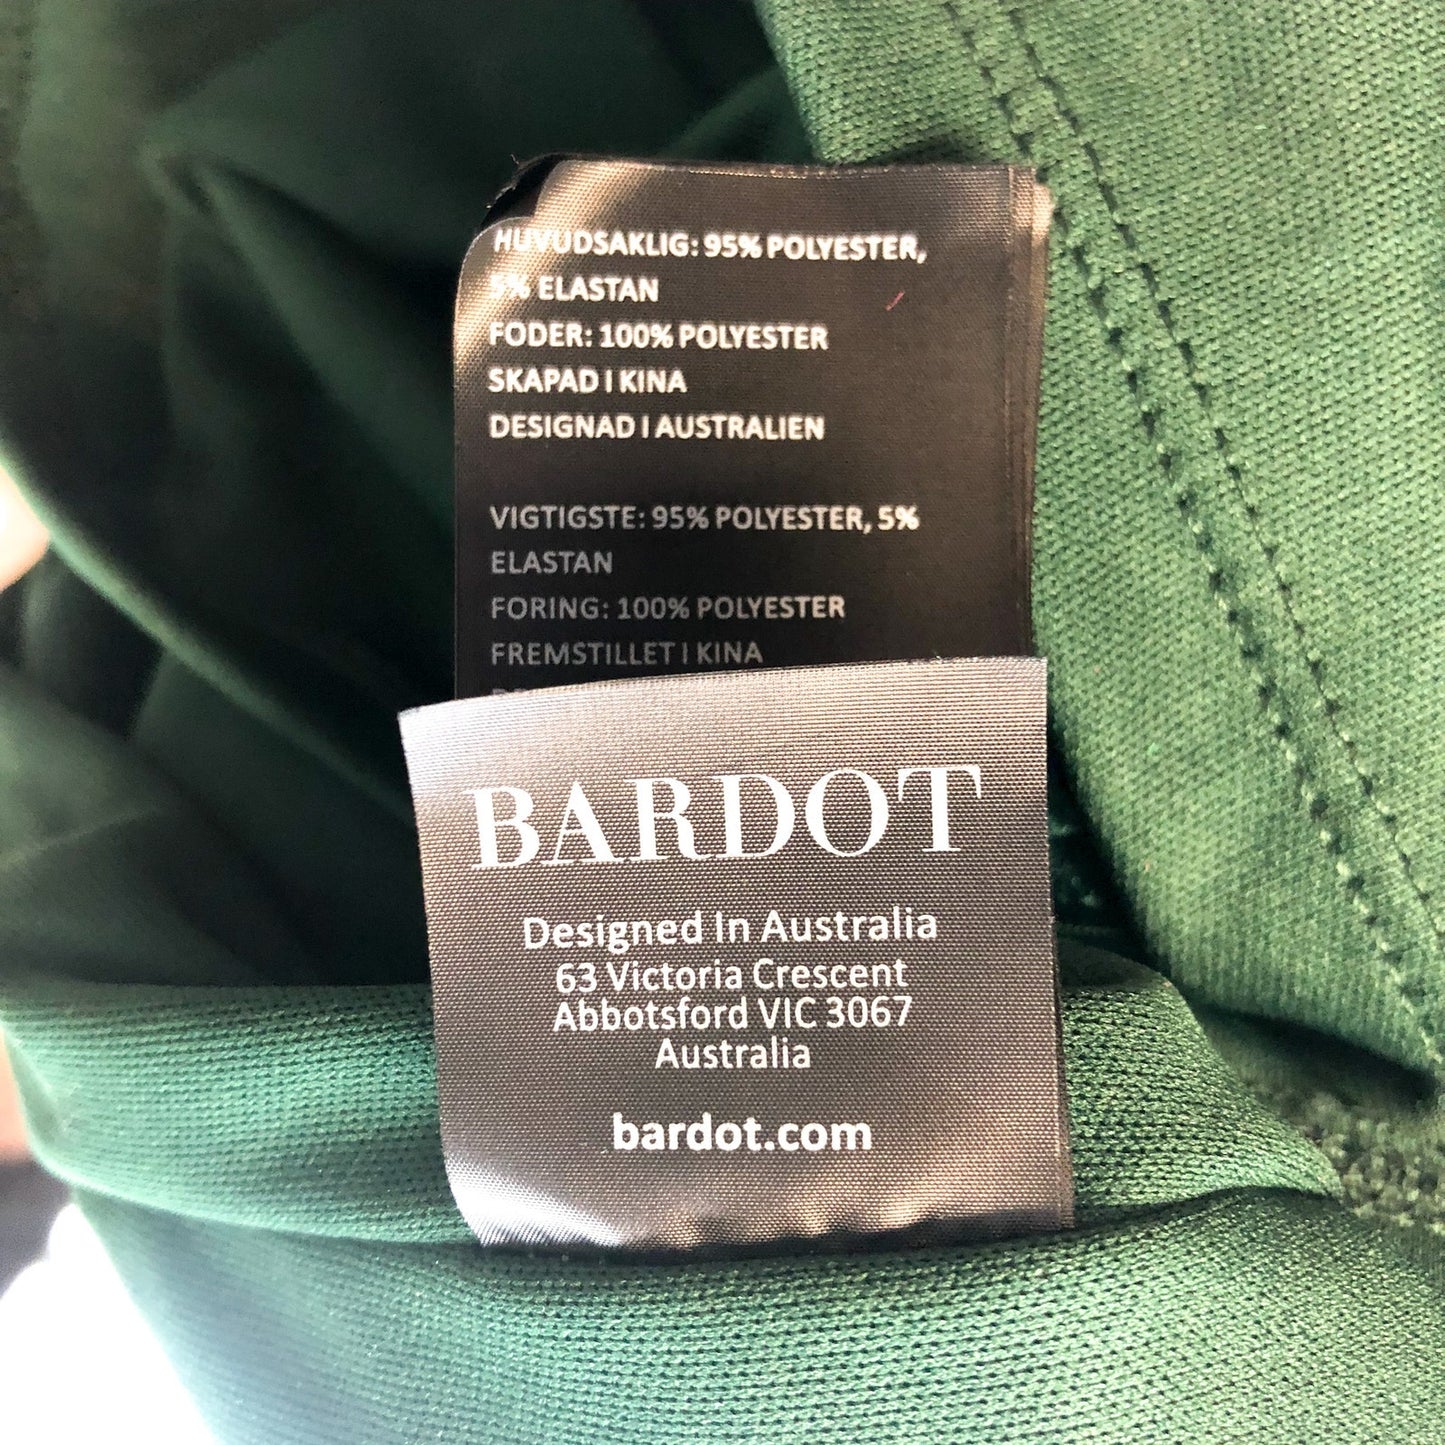 HUVUDSAKLIG: 95% POLYESTER,
5% ELASTAN
FODER: 100% POLYESTER
SKAPAD I KINA
DESIGNAD I AUSTRALIEN
VIGTIGSTE: 95% POLYESTER, 5%
ELASTAN
FORING: 100% POLYESTER
FREMSTILLET I KINA
BARDOT
Designed In Australia
63 Victoria Crescent
Abbotsford VIC 3067
Australia
bardot.com